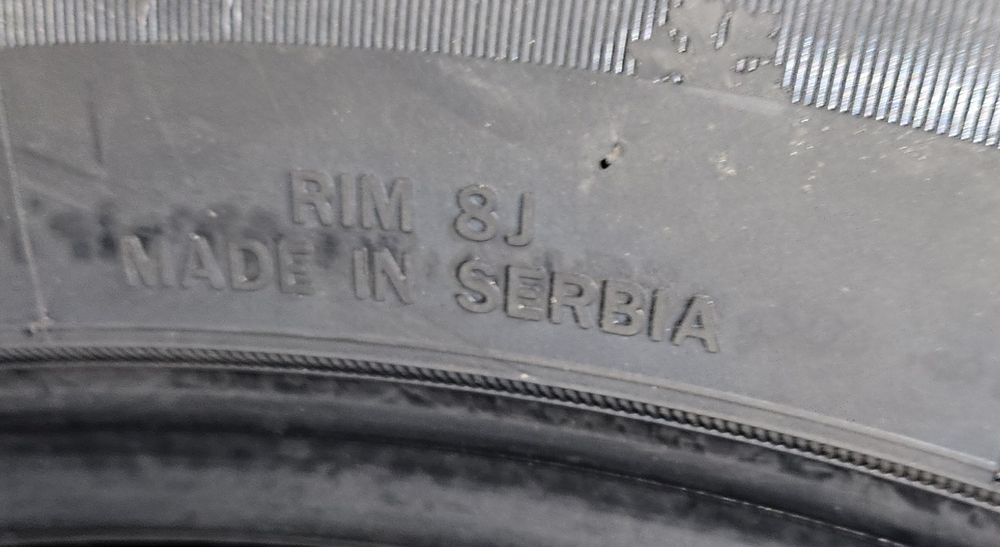 RIM 8J
MADE IN SERBIA